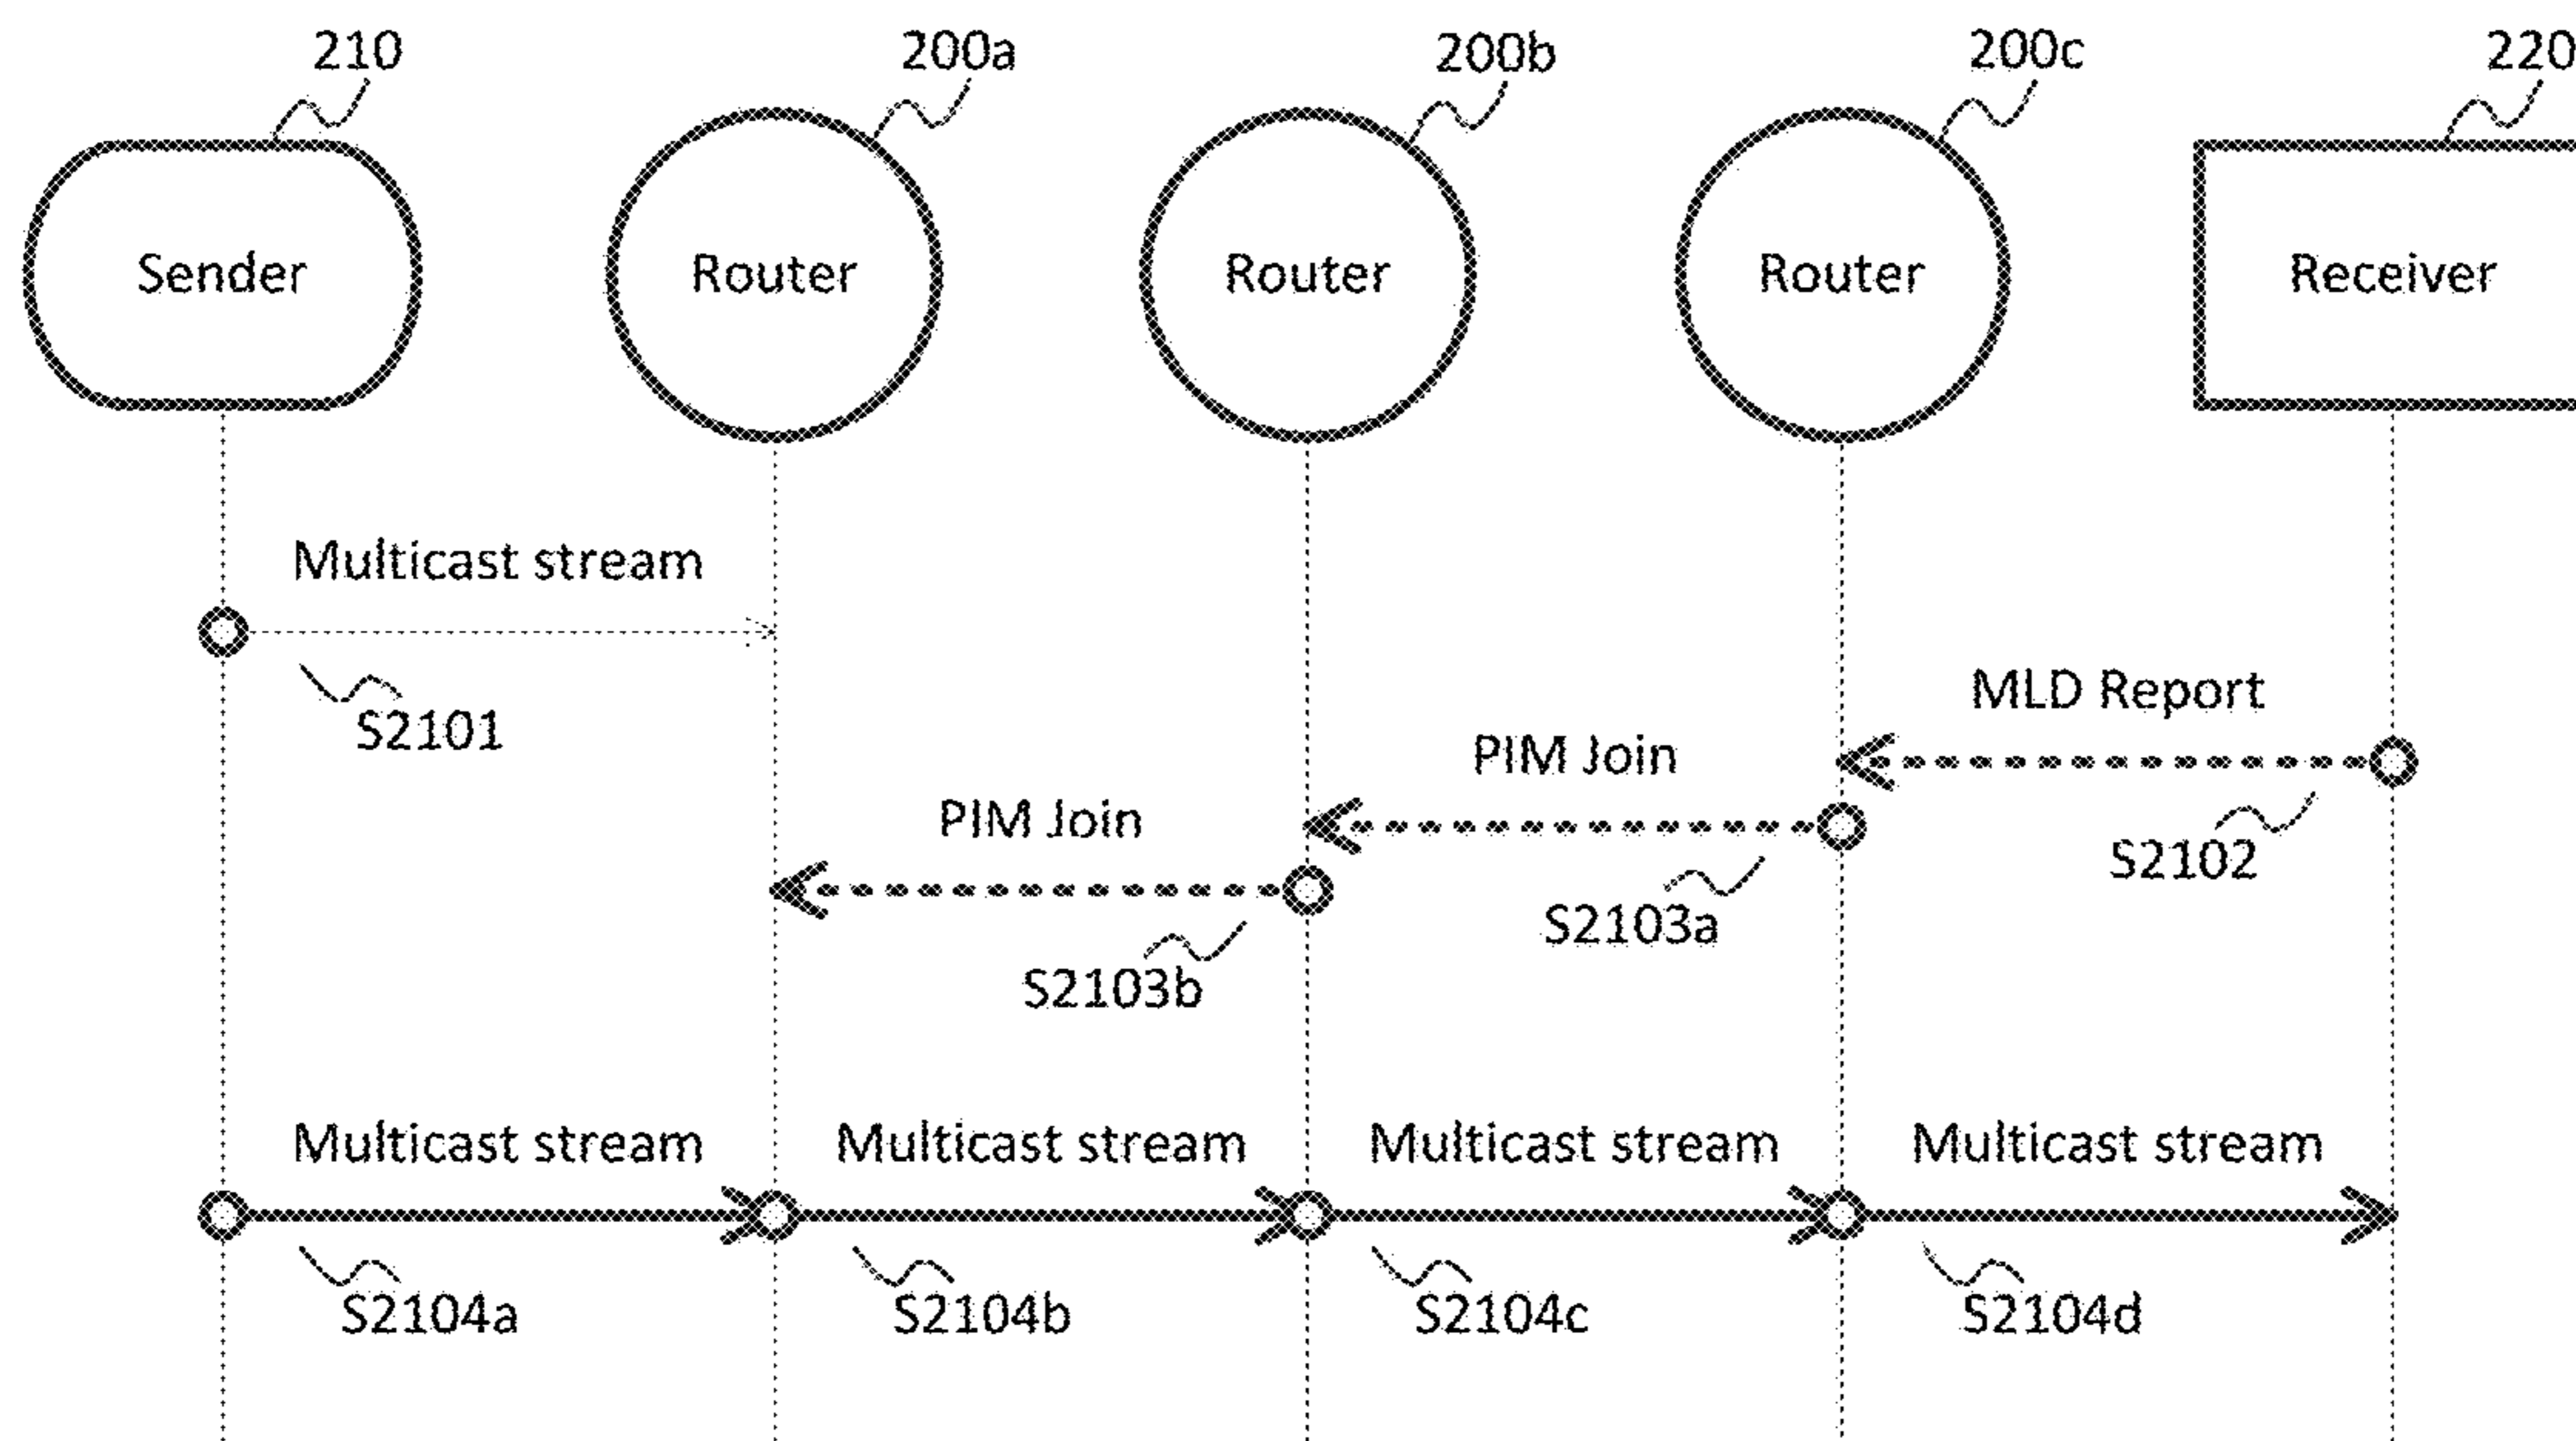 210
200a
200b
200c
220
Sender
Router
Router
Router
Receiver
Multicast stream
S2101
MLD Report
S2102
PIM Join
S2103a
PIM Join
S2103b
Multicast stream
Multicast stream
Multicast stream
Multicast stream
S2104a
S2104b
S2104c
S2104d